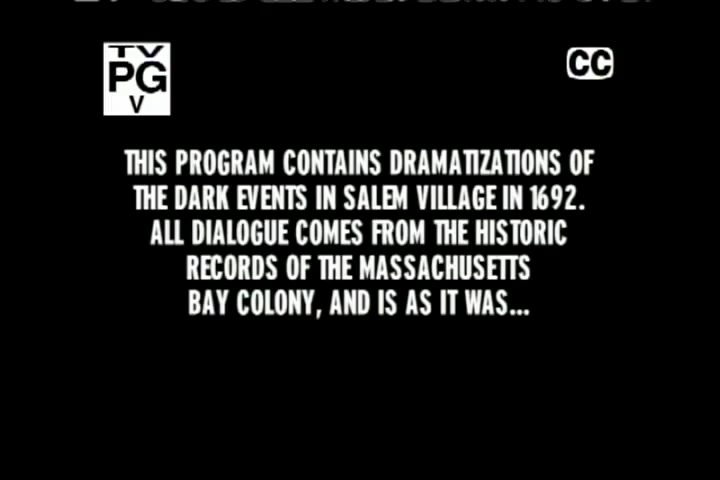 TV
PG
V
CC
THIS PROGRAM CONTAINS DRAMATIZATIONS OF
THE DARK EVENTS IN SALEM VILLAGE IN 1692.
ALL DIALOGUE COMES FROM THE HISTORIC
RECORDS OF THE MASSACHUSETTS
BAY COLONY, AND IS AS IT WAS...